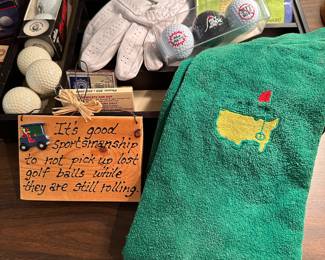 It's good
sportsmanship
to not pick up lost
golf balls while
they are still rolling.